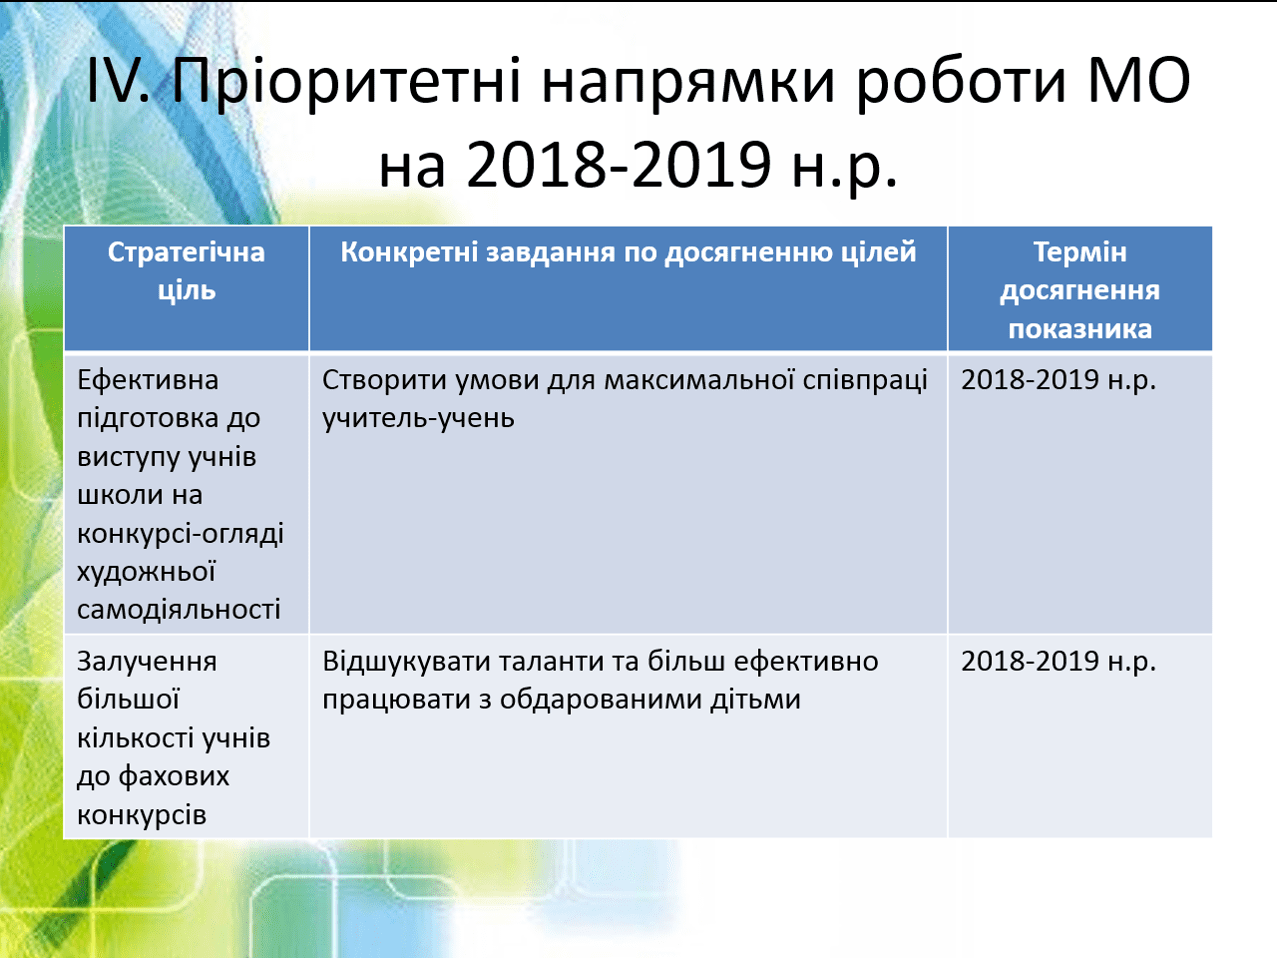 IV. Пріоритетні напрямки роботи МО
на 2018-2019 н.р.
Стратегічна
ціль
Конкретні завдання по досягненню цілей
Термін
досягнення
показника
Ефективна
підготовка до
виступу учнів
школи на
конкурсі-огляді
художньої
самодіяльності
Створити умови для максимальної співпраці
учитель-учень
2018-2019 н.р.
Залучення
більшої
кількості учнів
до фахових
конкурсів
Відшукувати таланти та більш ефективно
працювати з обдарованими дітьми
2018-2019 н.р.